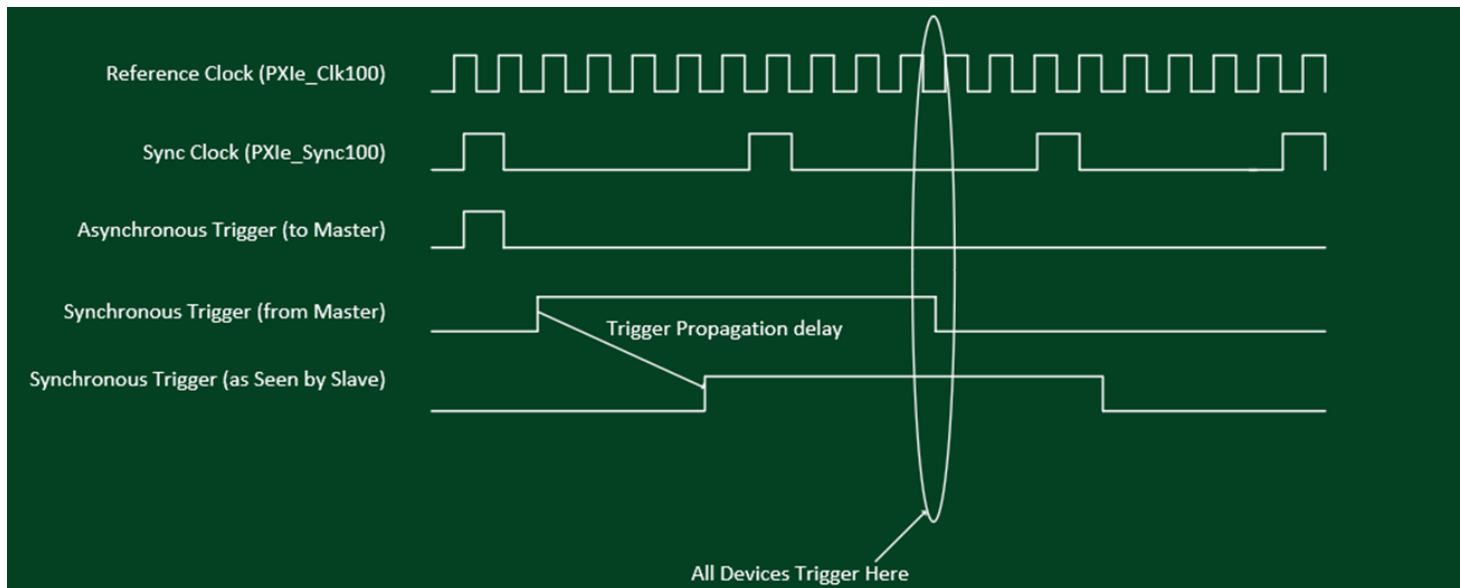 Reference Clock (PXIe_Clk100)
Sync Clock (PXIe_Sync100)
Asynchronous Trigger (to Master)
Synchronous Trigger (from Master)
Trigger Propagation delay
Synchronous Trigger (as Seen by Slave)
All Devices Trigger Here